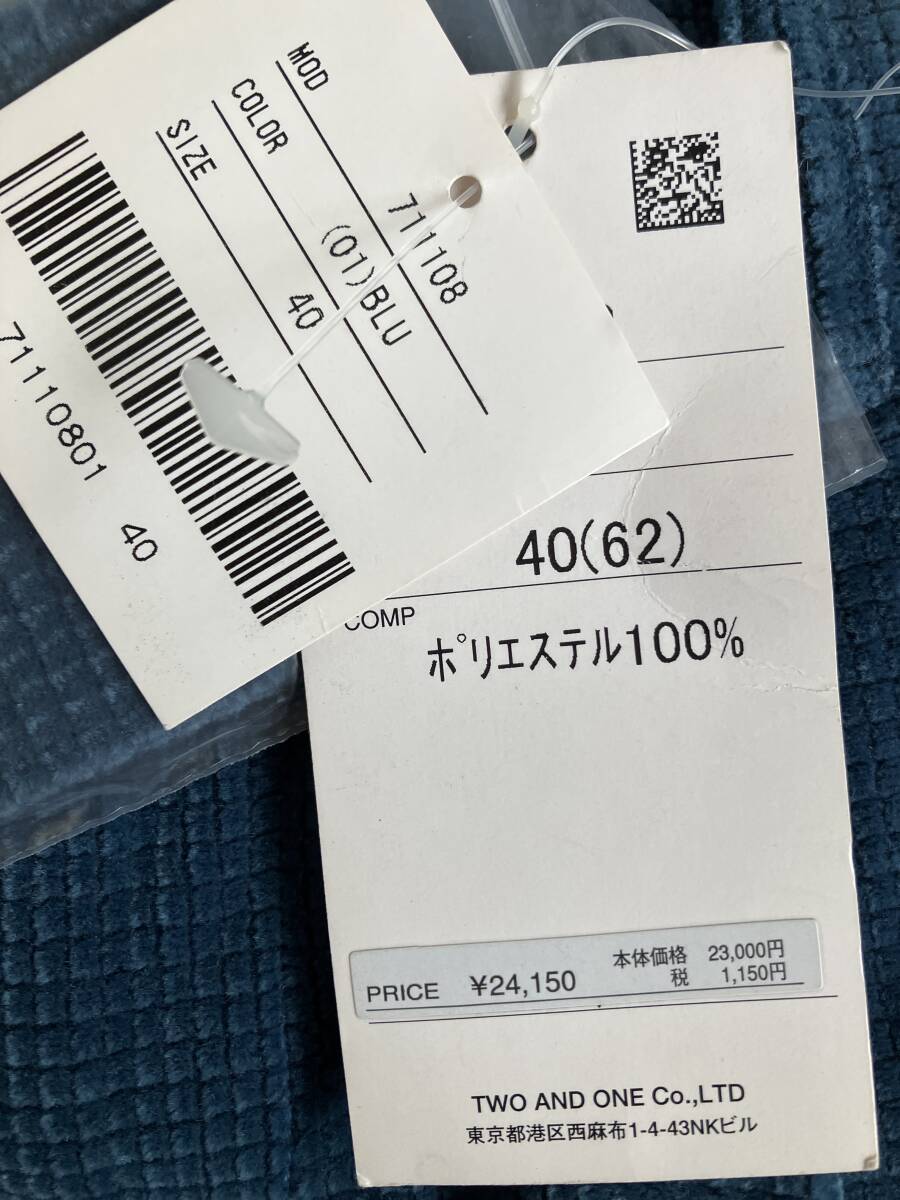 MOD 711108
COLOR (01)BLU
SIZE 40
71110801 40
40(62)
COMP
ﾎﾟﾘｴｽﾃﾙ100%
PRICE ¥24,150
本体価格 23,000円
税 1,150円
TWO AND ONE Co.,LTD
東京都港区西麻布1-4-43NKビル